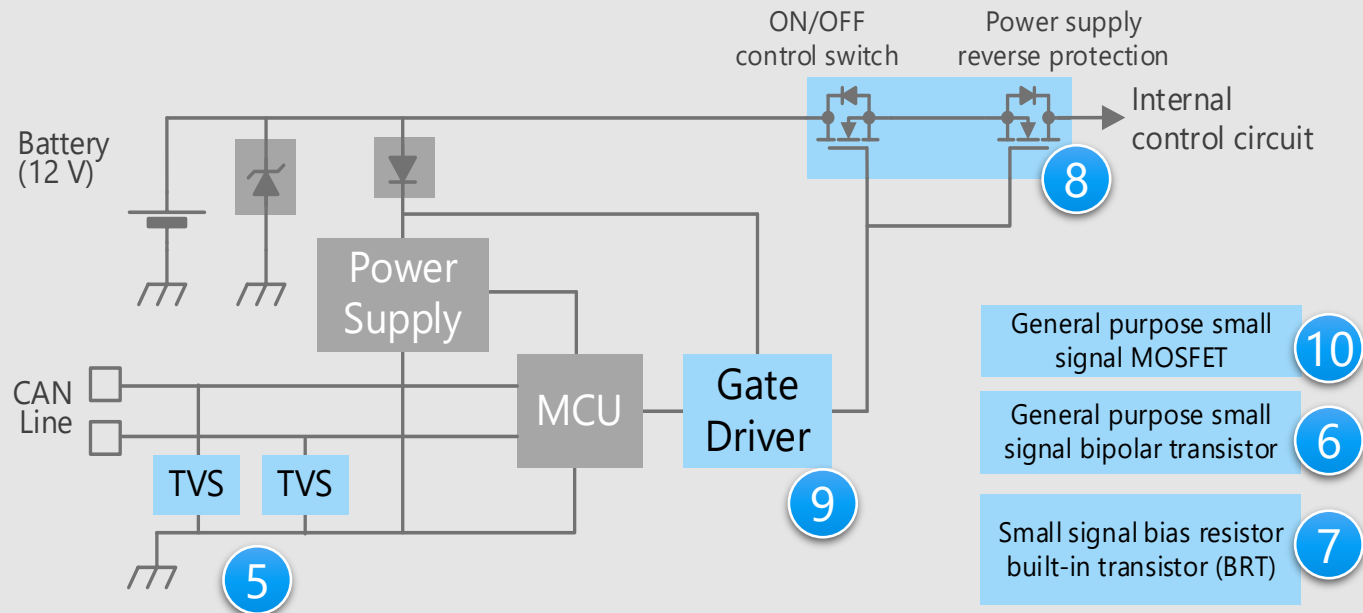 ON/OFF
control switch
Power supply
reverse protection
Internal
control circuit
8
Battery
(12 V)
Power
Supply
CAN
Line
MCU
Gate
Driver
9
TVS
TVS
5
General purpose small
signal MOSFET
10
General purpose small
signal bipolar transistor
6
Small signal bias resistor
built-in transistor (BRT)
7